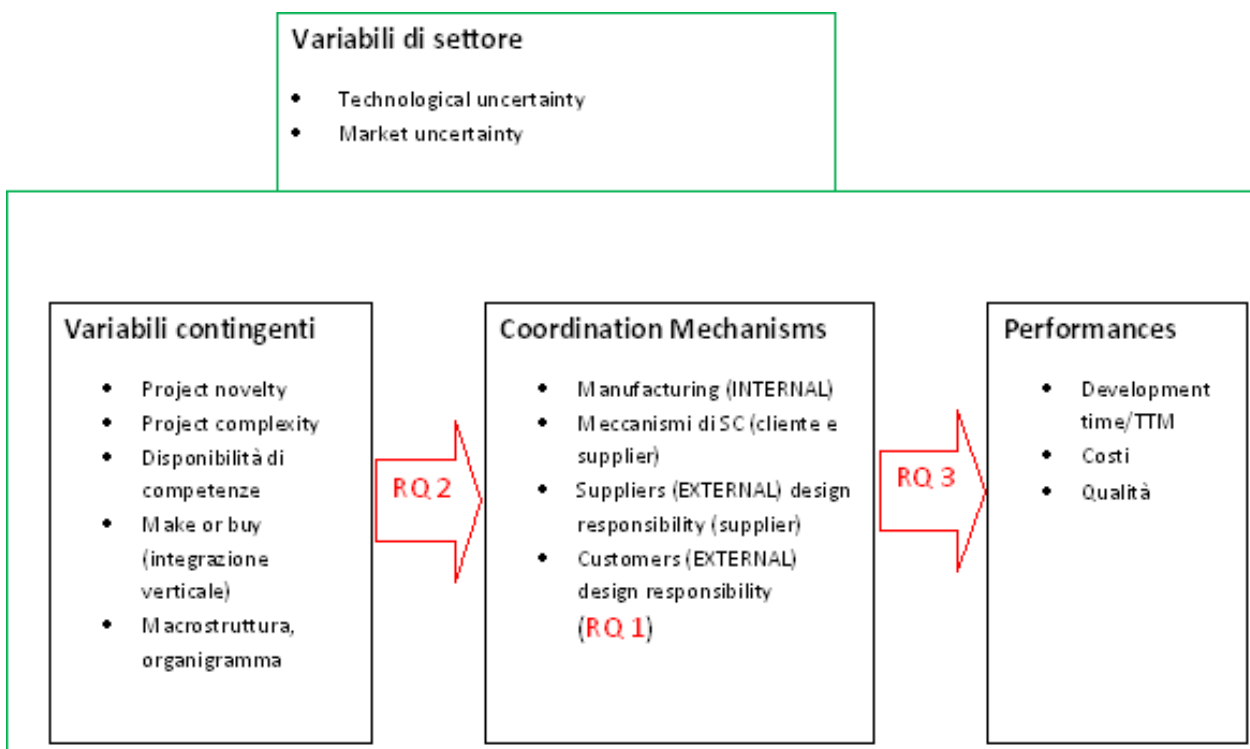 Variabili di settore
• Technological uncertainty
• Market uncertainty
Variabili contingenti
• Project novelty
• Project complexity
• Disponibilità di
competenze
• Make or buy
(integrazione
verticale)
• Macrostruttura,
organigramma
RQ 2
Coordination Mechanisms
• Manufacturing (INTERNAL)
• Meccanismi di SC (cliente e
supplier)
• Suppliers (EXTERNAL) design
responsibility (supplier)
• Customers (EXTERNAL)
design responsibility
(RQ 1)
RQ 3
Performances
• Development
time/TTM
• Costi
• Qualità